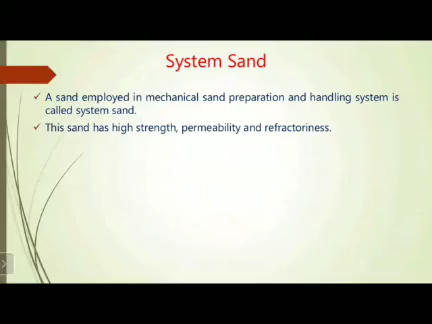 System Sand
✓ A sand employed in mechanical sand preparation and handling system is
called system sand.
✓ This sand has high strength, permeability and refractoriness.